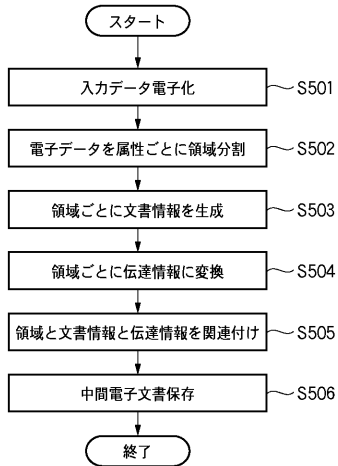 スタート
入力データ電子化 S501
電子データを属性ごとに領域分割 S502
領域ごとに文書情報を生成 S503
領域ごとに伝達情報に変換 S504
領域と文書情報と伝達情報を関連付け S505
中間電子文書保存 S506
終了